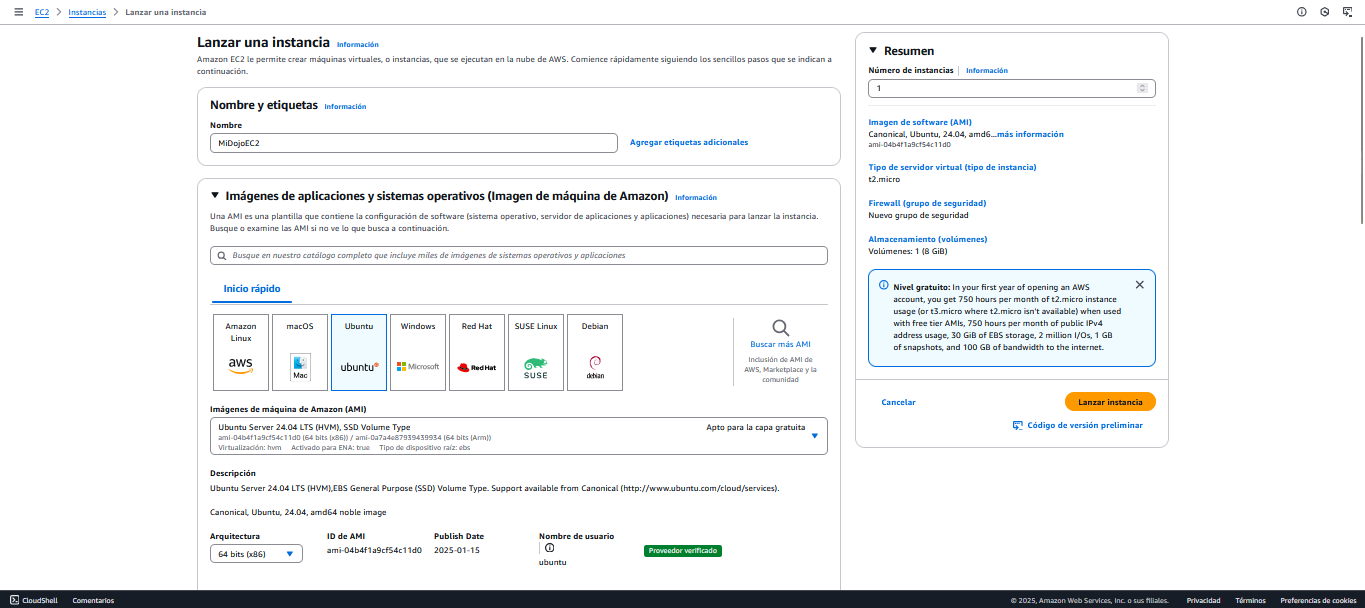 EC2 > Instancias > Lanzar una instancia
Lanzar una instancia Información
Amazon EC2 le permite crear máquinas virtuales, o instancias, que se ejecutan en la nube de AWS. Comience rápidamente siguiendo los sencillos pasos que se indican a
continuación.
Nombre y etiquetas Información
Nombre
MiDojoEC2
Agregar etiquetas adicionales
Imágenes de aplicaciones y sistemas operativos (Imagen de máquina de Amazon) Información
Una AMI es una plantilla que contiene la configuración de software (sistema operativo, servidor de aplicaciones y aplicaciones) necesaria para lanzar la instancia.
Busque o examine las AMI si no ve lo que busca a continuación.
Busque en nuestro catálogo completo que incluye miles de imágenes de sistemas operativos y aplicaciones
Inicio rápido
Amazon
Linux
aws
macOS
Mac
Ubuntu
ubuntu®
Windows
Microsoft
Red Hat
Red Hat
SUSE Linux
SUSE
Debian
debian
Buscar más AMI
Inclusión de AMI de
AWS, Marketplace y la
comunidad
Imágenes de máquina de Amazon (AMI)
Ubuntu Server 24.04 LTS (HVM), SSD Volume Type
Apto para la capa gratuita
ami-04b4f1a9cf54c11d0 (64 bits (x86)) / ami-0a7a4e87939439934 (64 bits (Arm))
Virtualización: hvm Activado para ENA: true Tipo de dispositivo raíz: ebs
Descripción
Ubuntu Server 24.04 LTS (HVM),EBS General Purpose (SSD) Volume Type. Support available from Canonical (http://www.ubuntu.com/cloud/services).
Canonical, Ubuntu, 24.04, amd64 noble image
Arquitectura
64 bits (x86)
ID de AMI
ami-04b4f1a9cf54c11d0
Publish Date
2025-01-15
Nombre de usuario
ubuntu
Proveedor verificado
Resumen
Número de instancias Información
1
Imagen de software (AMI)
Canonical, Ubuntu, 24.04, amd6...más información
ami-04b4f1a9cf54c11d0
Tipo de servidor virtual (tipo de instancia)
t2.micro
Firewall (grupo de seguridad)
Nuevo grupo de seguridad
Almacenamiento (volúmenes)
Volúmenes: 1 (8 GiB)
Nivel gratuito: In your first year of opening an AWS
account, you get 750 hours per month of t2.micro instance
usage (or t3.micro where t2.micro isn't available) when used
with free tier AMIs, 750 hours per month of public IPv4
address usage, 30 GiB of EBS storage, 2 million I/Os, 1 GB
of snapshots, and 100 GB of bandwidth to the internet.
Cancelar
Lanzar instancia
Código de versión preliminar
CloudShell Comentarios
© 2025, Amazon Web Services, Inc. o sus filiales. Privacidad Términos Preferencias de cookies